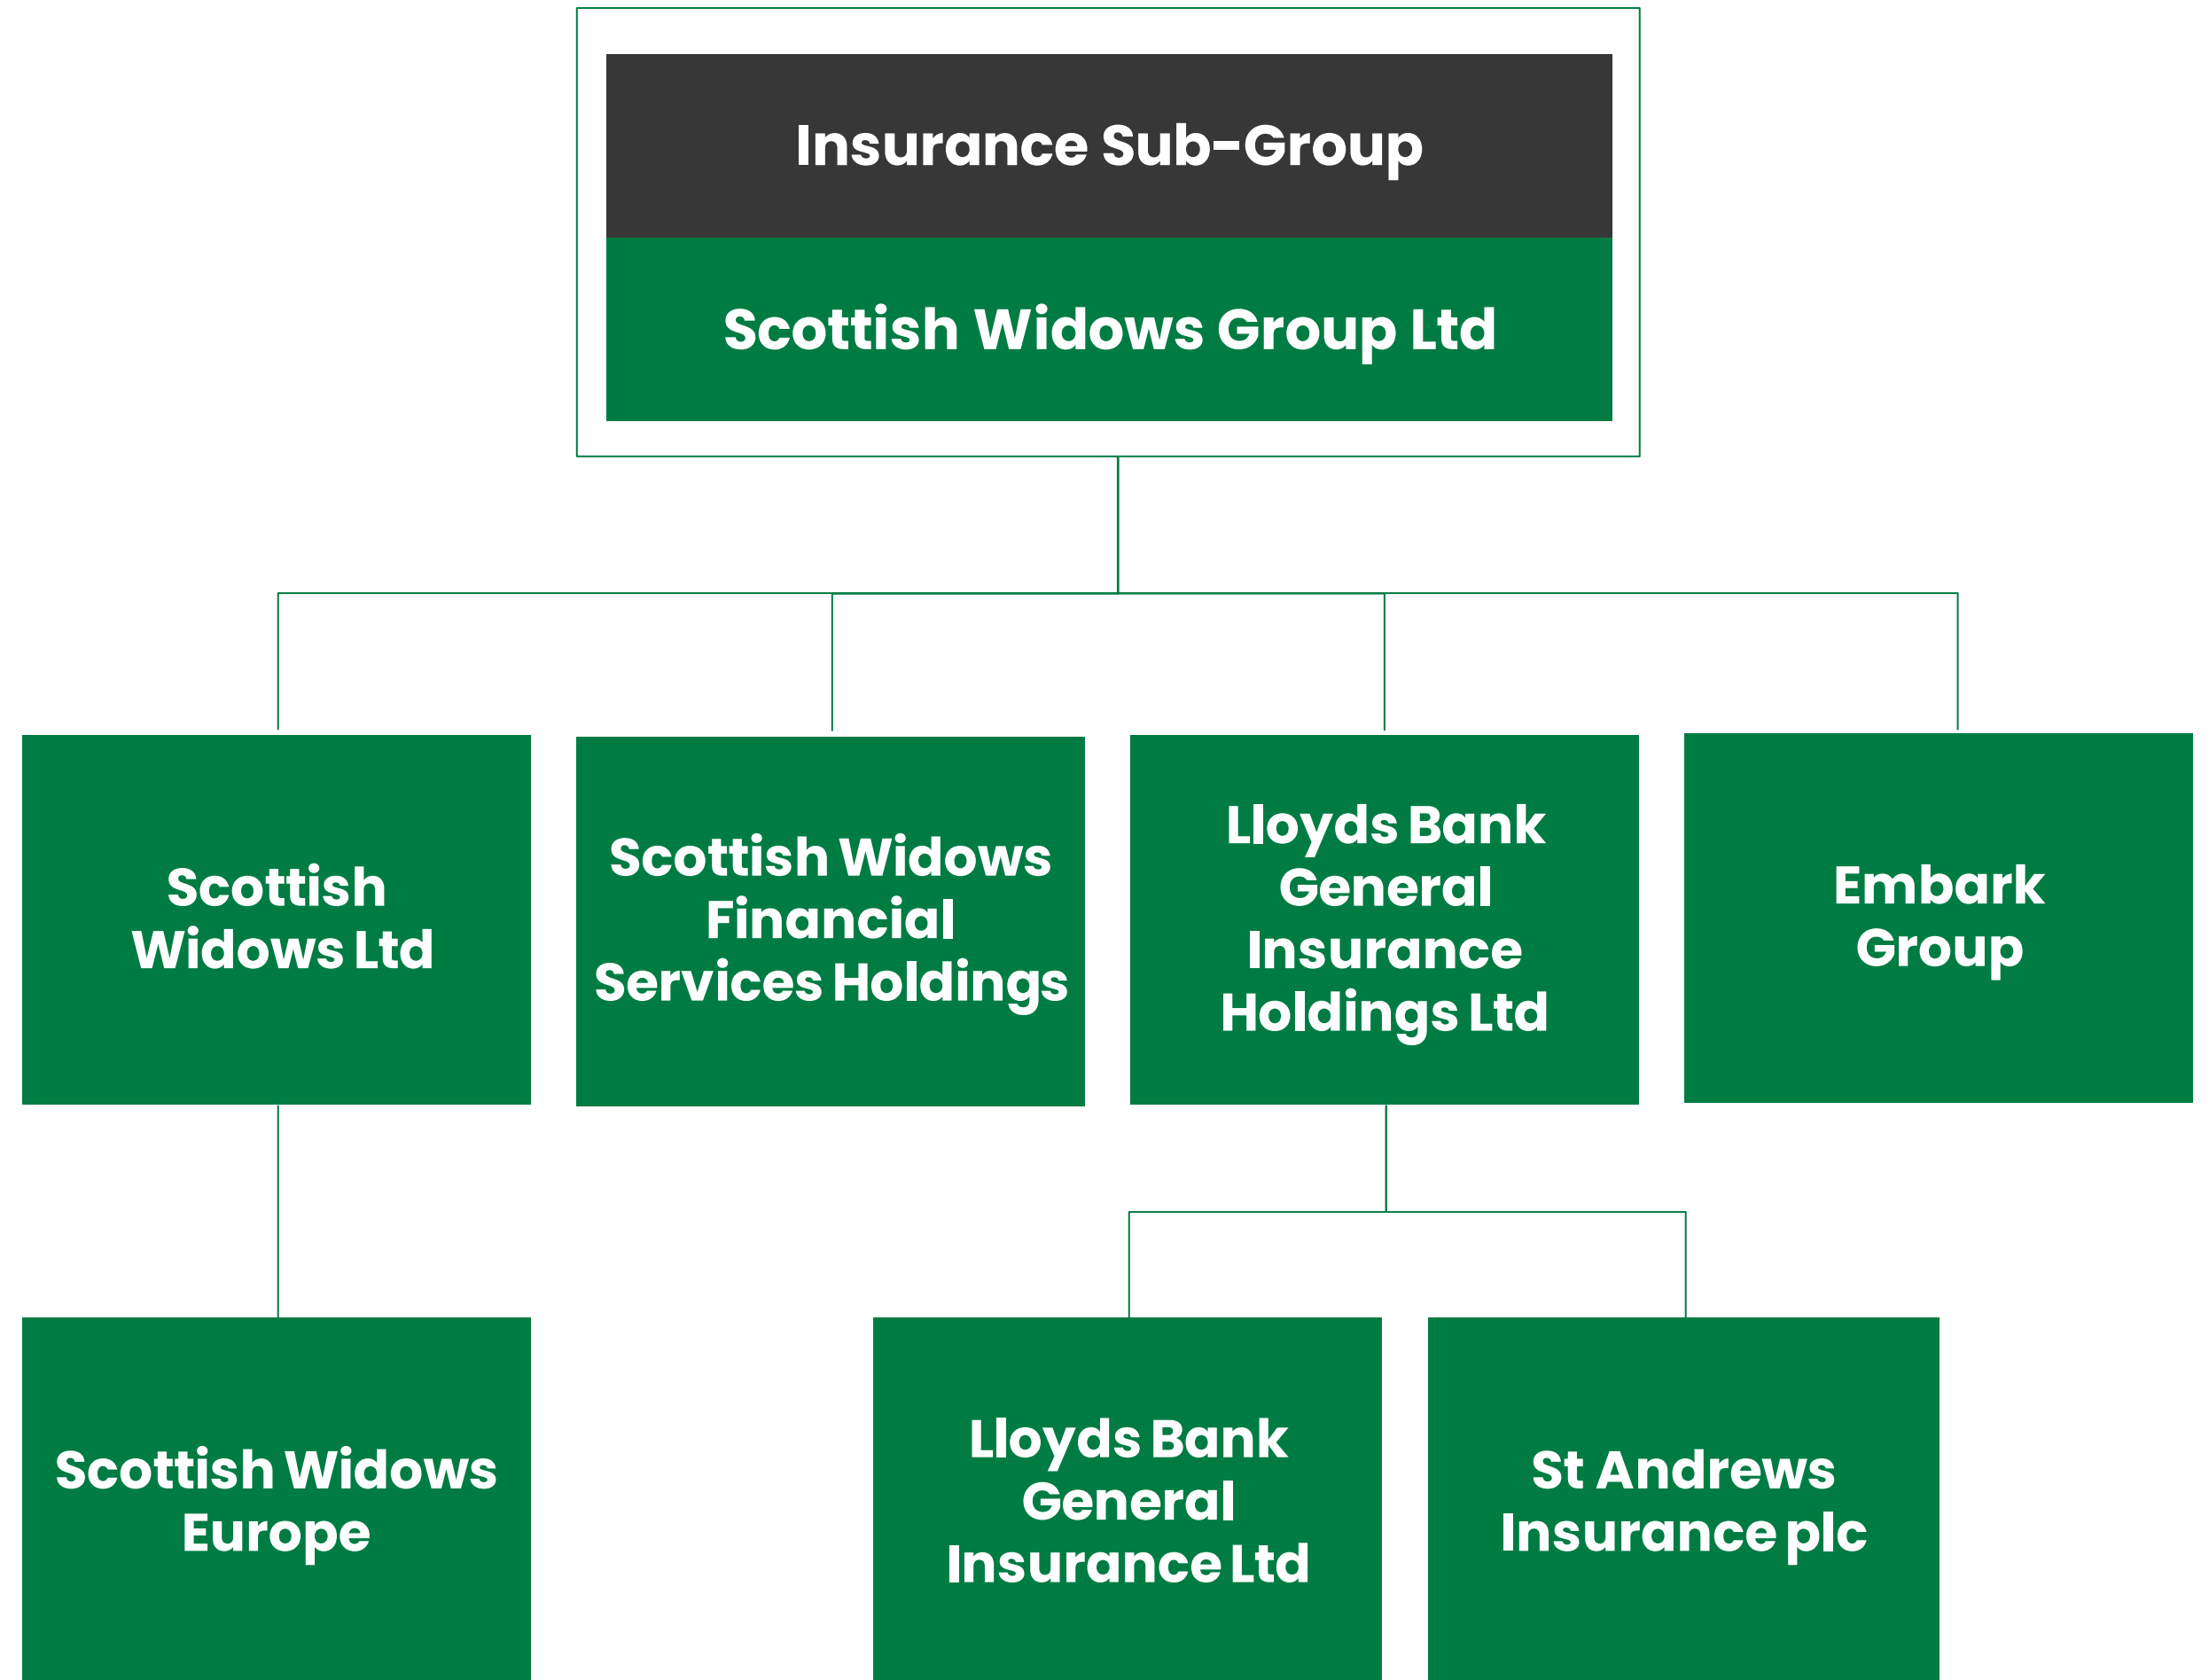 Insurance Sub-Group
Scottish Widows Group Ltd
Scottish
Widows Ltd
Scottish Widows
Financial
Services Holdings
Lloyds Bank
General
Insurance
Holdings Ltd
Embark
Group
Scottish Widows
Europe
Lloyds Bank
General
Insurance Ltd
St Andrews
Insurance plc